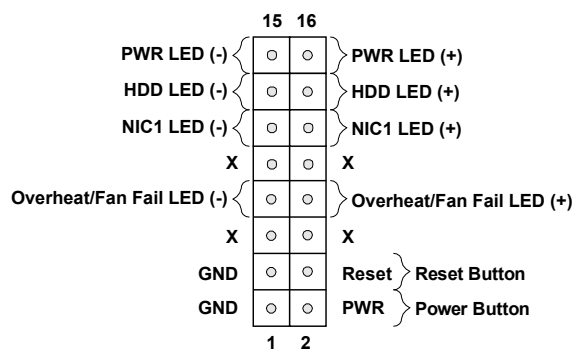 15 16
PWR LED (-) PWR LED (+)
HDD LED (-) HDD LED (+)
NIC1 LED (-) NIC1 LED (+)
X X
Overheat/Fan Fail LED (-) Overheat/Fan Fail LED (+)
X X
GND Reset Reset Button
GND PWR Power Button
1 2